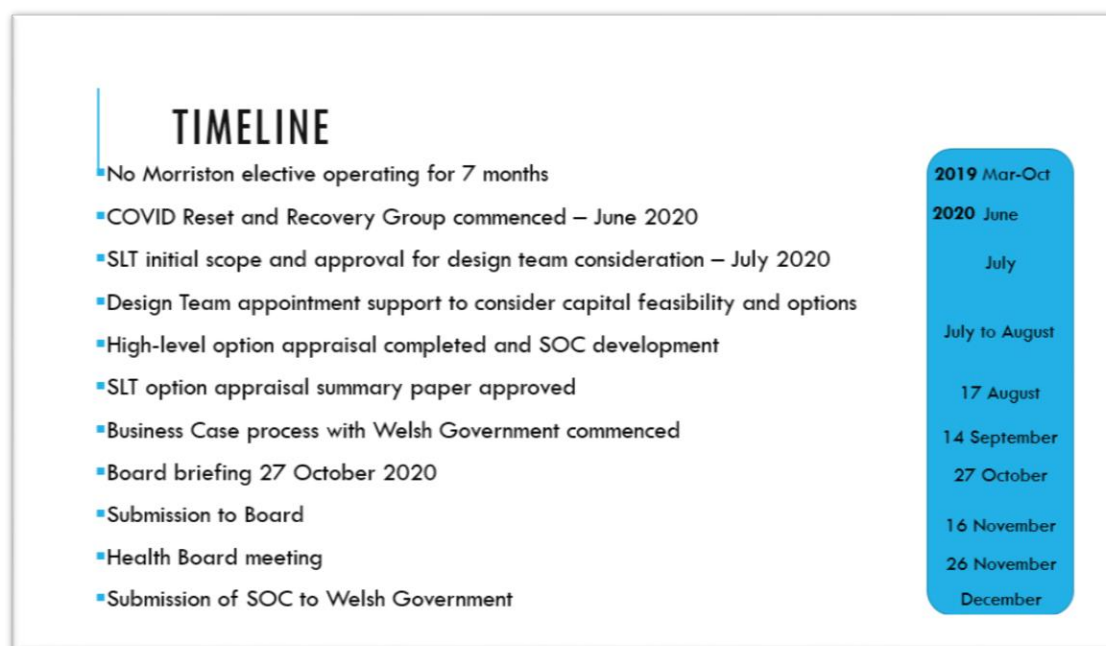 TIMELINE
No Morriston elective operating for 7 months
2019 Mar-Oct
COVID Reset and Recovery Group commenced – June 2020
2020 June
SLT initial scope and approval for design team consideration – July 2020
July
Design Team appointment support to consider capital feasibility and options
July to August
High-level option appraisal completed and SOC development
SLT option appraisal summary paper approved
17 August
Business Case process with Welsh Government commenced
14 September
Board briefing 27 October 2020
27 October
Submission to Board
16 November
Health Board meeting
26 November
Submission of SOC to Welsh Government
December